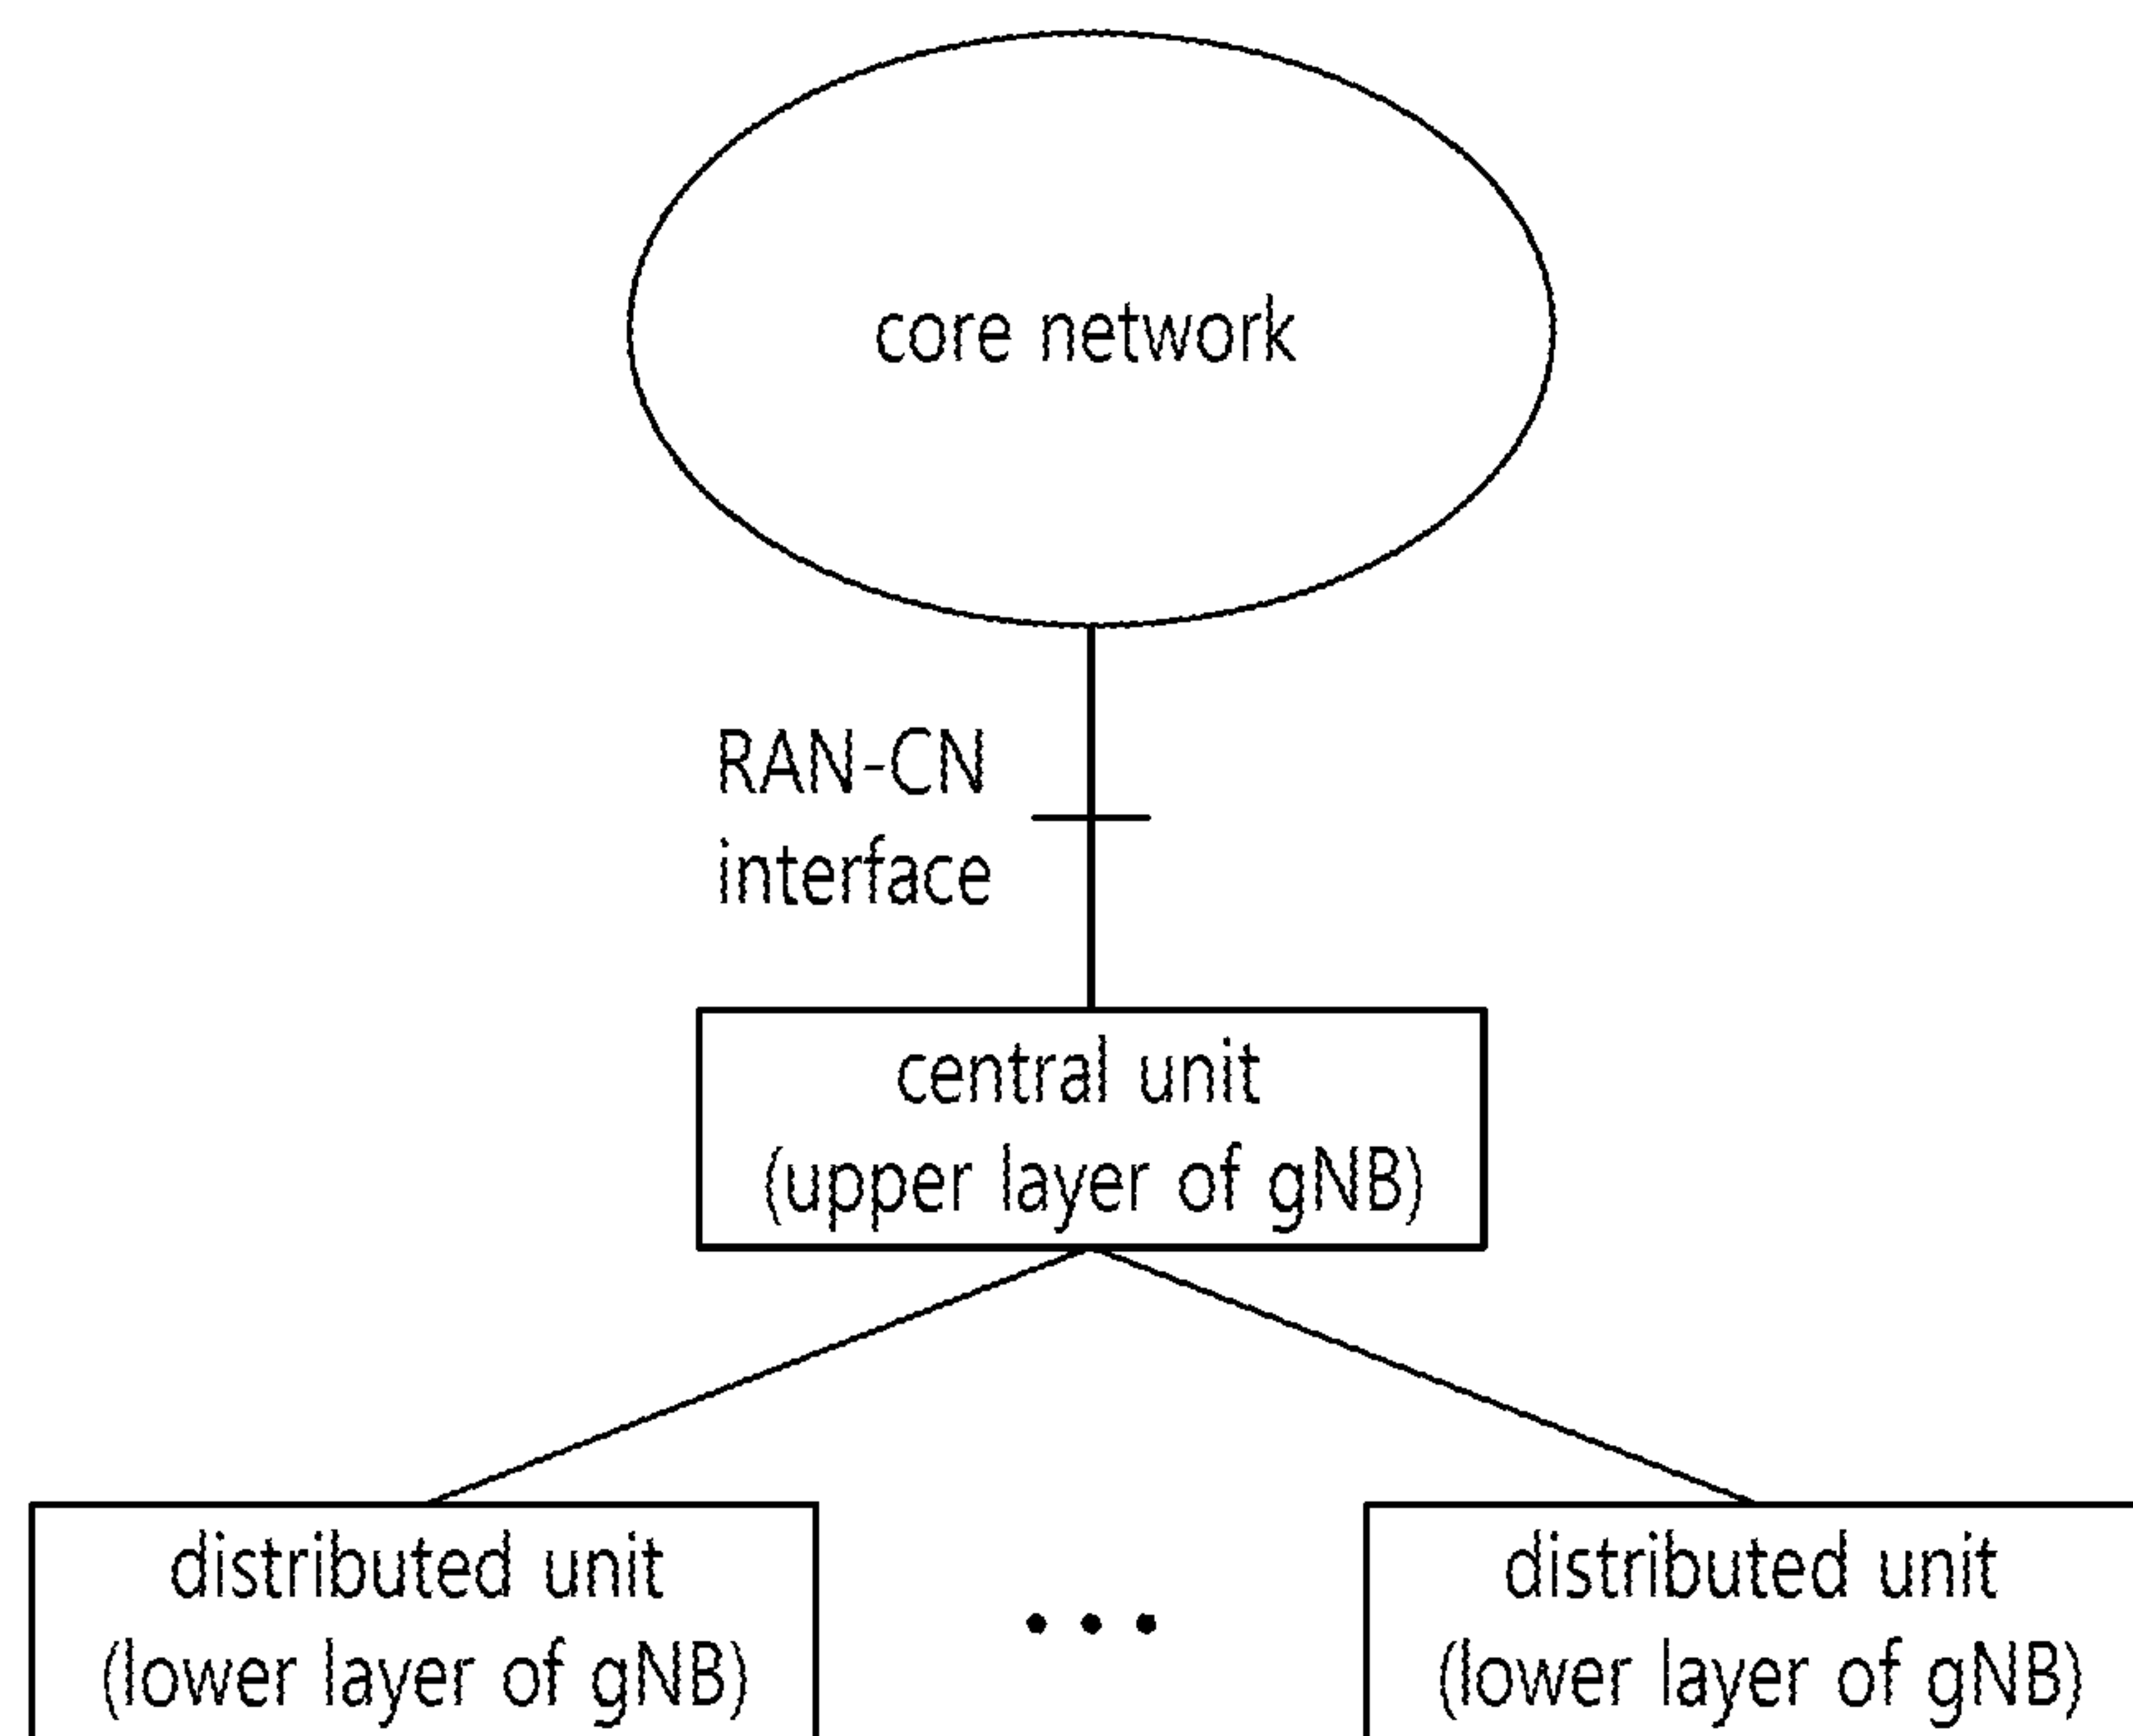 core network
RAN-CN
interface
central unit
(upper layer of gNB)
distributed unit
(lower layer of gNB)
• • •
distributed unit
(lower layer of gNB)